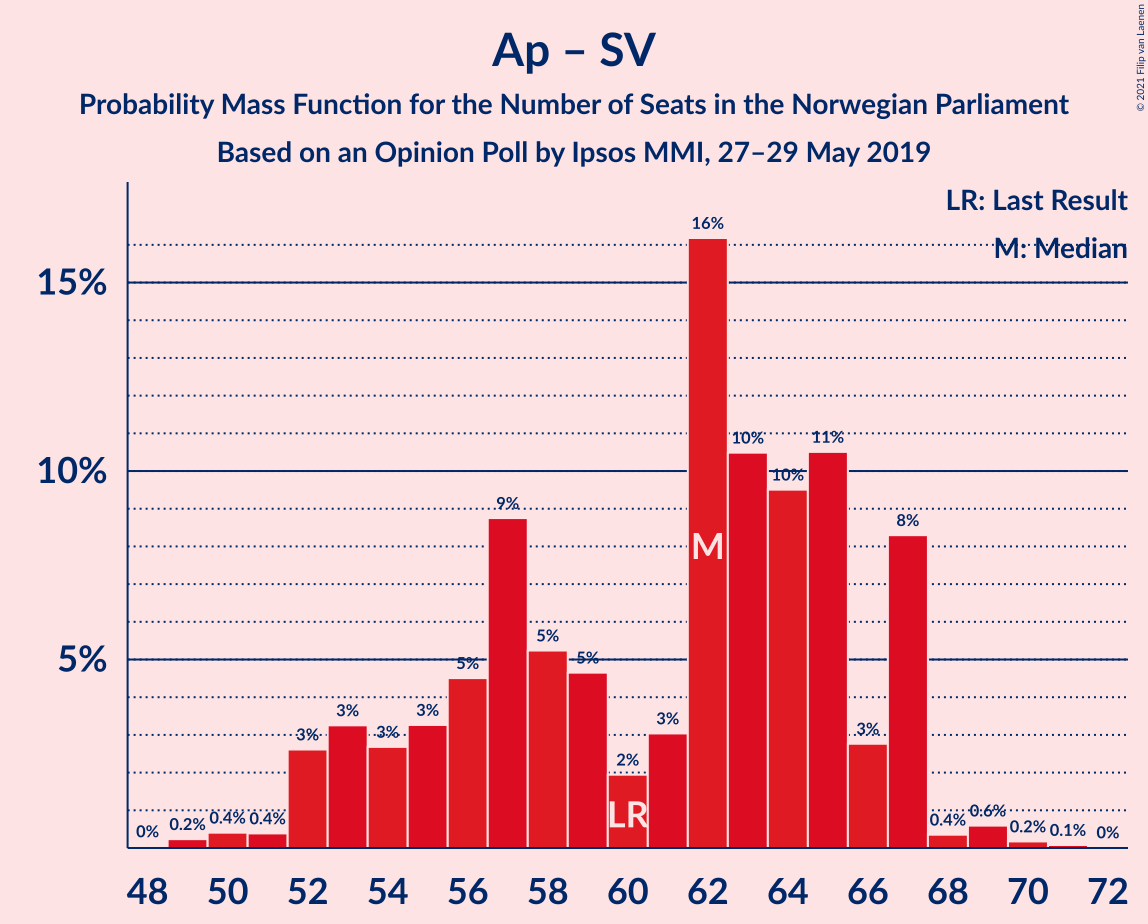 Ap – SV
Probability Mass Function for the Number of Seats in the Norwegian Parliament
Based on an Opinion Poll by Ipsos MMI, 27–29 May 2019
© 2021 Filip van Laenen
LR: Last Result
M: Median
15%
10%
5%
0% 0.2% 0.4% 0.4% 3% 3% 3% 3% 5% 9% 5% 5% 2% 3% 16% 10% 10% 11% 3% 8% 0.4% 0.6% 0.2% 0.1% 0%
M
LR
48 50 52 54 56 58 60 62 64 66 68 70 72